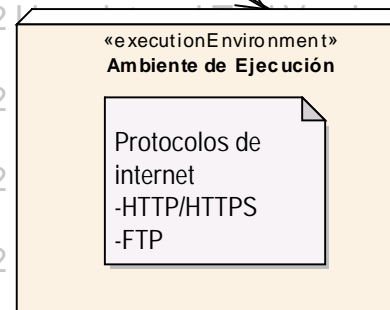 «executionEnvironment»
Ambiente de Ejecución
Protocolos de
internet
-HTTP/HTTPS
-FTP